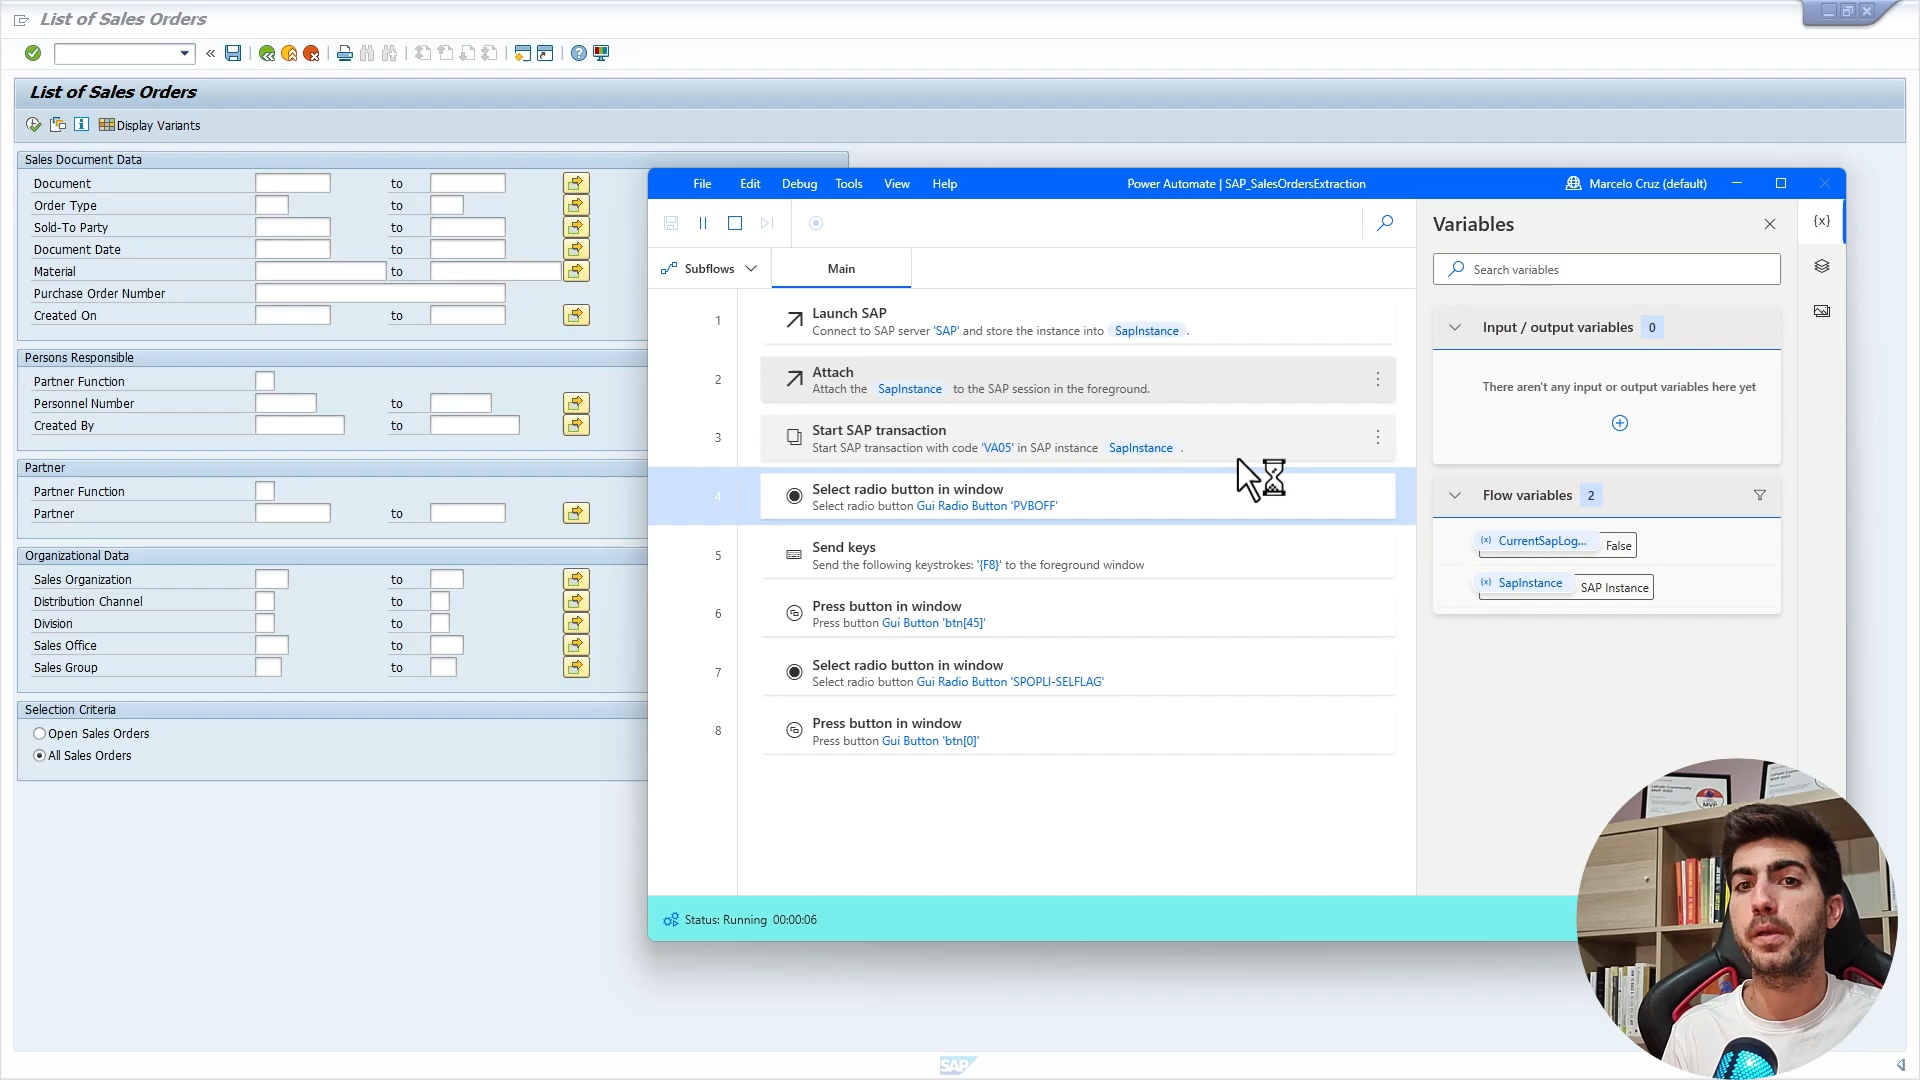 List of Sales Orders
List of Sales Orders
Display Variants
Sales Document Data
Document to
Order Type to
Sold-To Party to
Document Date to
Material to
Purchase Order Number
Created On to
Persons Responsible
Partner Function
Personnel Number to
Created By to
Partner
Partner Function
Partner to
Organizational Data
Sales Organization to
Distribution Channel to
Division to
Sales Office to
Sales Group to
Selection Criteria
Open Sales Orders
All Sales Orders
File Edit Debug Tools View Help Power Automate | SAP_SalesOrdersExtraction Marcelo Cruz (default)
Subflows Main
1 Launch SAP
Connect to SAP server 'SAP' and store the instance into SapInstance .
2 Attach
Attach the SapInstance to the SAP session in the foreground.
3 Start SAP transaction
Start SAP transaction with code 'VA05' in SAP instance SapInstance .
4 Select radio button in window
Select radio button Gui Radio Button 'PVBOFF'
5 Send keys
Send the following keystrokes: '{F8}' to the foreground window
6 Press button in window
Press button Gui Button 'btn[45]'
7 Select radio button in window
Select radio button Gui Radio Button 'SPOPLI-SELFLAG'
8 Press button in window
Press button Gui Button 'btn[0]'
Status: Running 00:00:06
Variables
{x}
Search variables
Input / output variables 0
There aren't any input or output variables here yet
Flow variables 2
(x) CurrentSapLog... False
(x) SapInstance SAP Instance
SAP